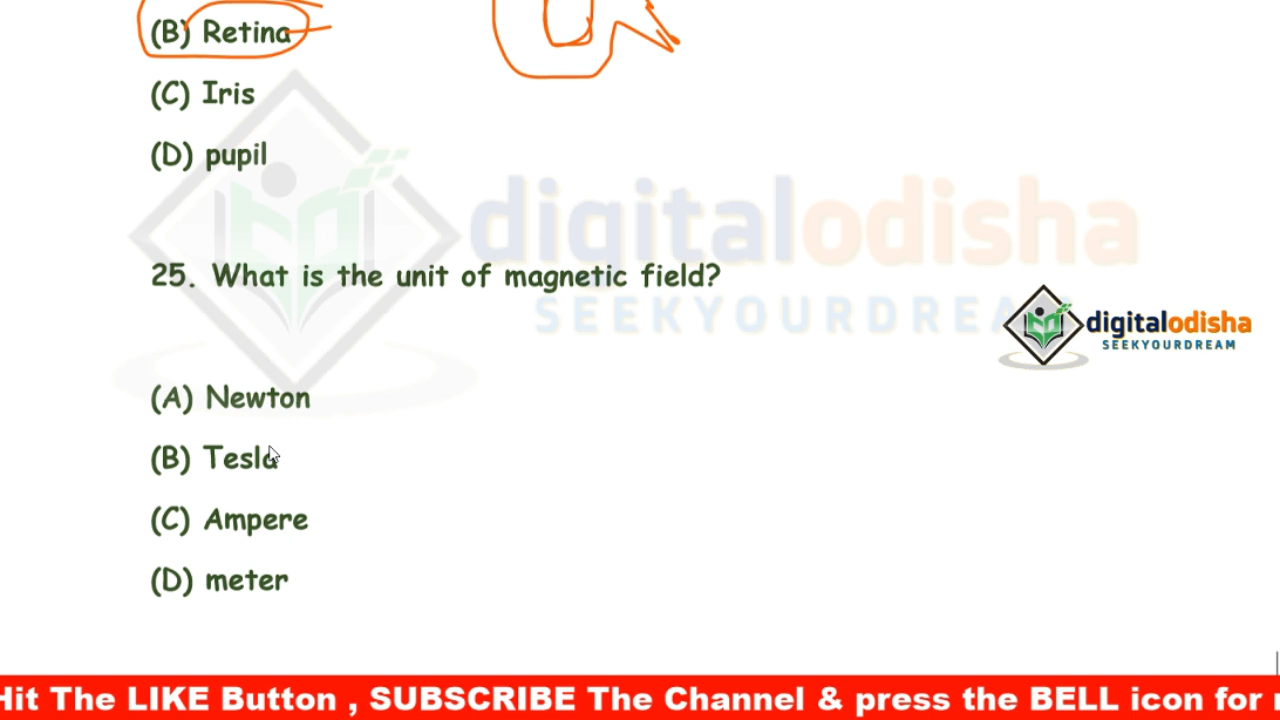 (B) Retina
(C) Iris
(D) pupil
digitalodisha
25. What is the unit of magnetic field?
SEEKYOURDREA
digitalodisha
SEEKYOURDREAM
(A) Newton
(B) Tesla
(C) Ampere
(D) meter
Hit The LIKE Button , SUBSCRIBE The Channel & press the BELL icon for